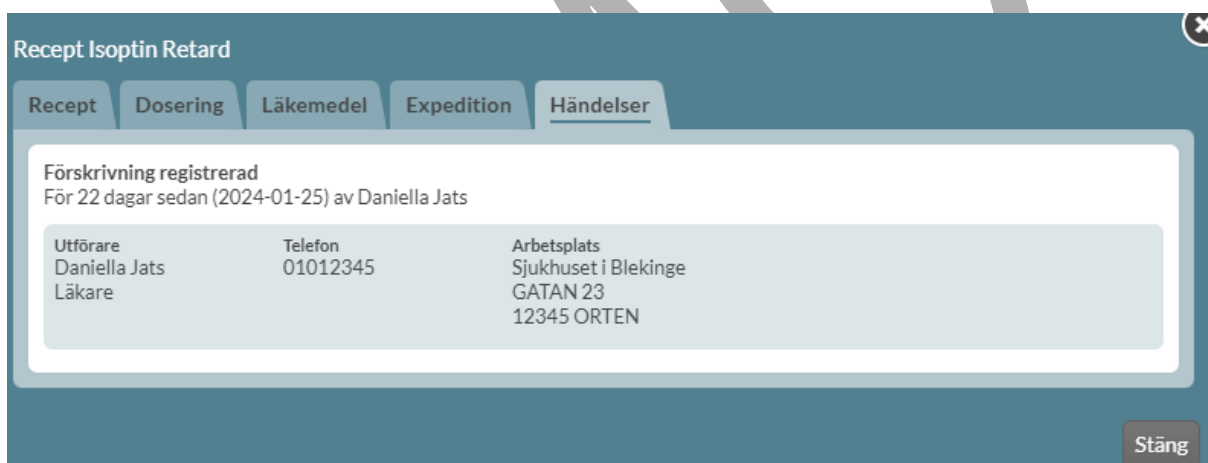 Recept Isoptin Retard
Recept Dosering Läkemedel Expedition Händelser
Förskrivning registrerad
För 22 dagar sedan (2024-01-25) av Daniella Jats
Utförare Telefon Arbetsplats
Daniella Jats 01012345 Sjukhuset i Blekinge
Läkare GATAN 23
12345 ORTEN
Stäng